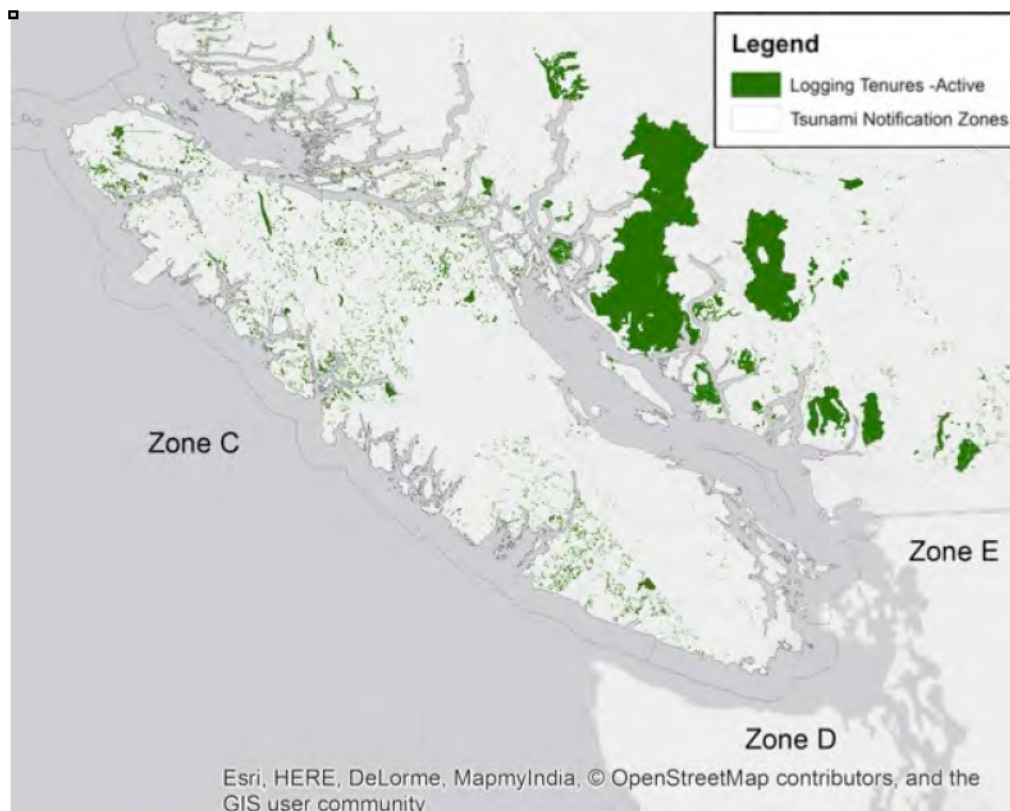 Legend
Logging Tenures -Active
Tsunami Notification Zones
Zone C
Zone E
Zone D
Esri, HERE, DeLorme, MapmyIndia, © OpenStreetMap contributors, and the
GIS user community